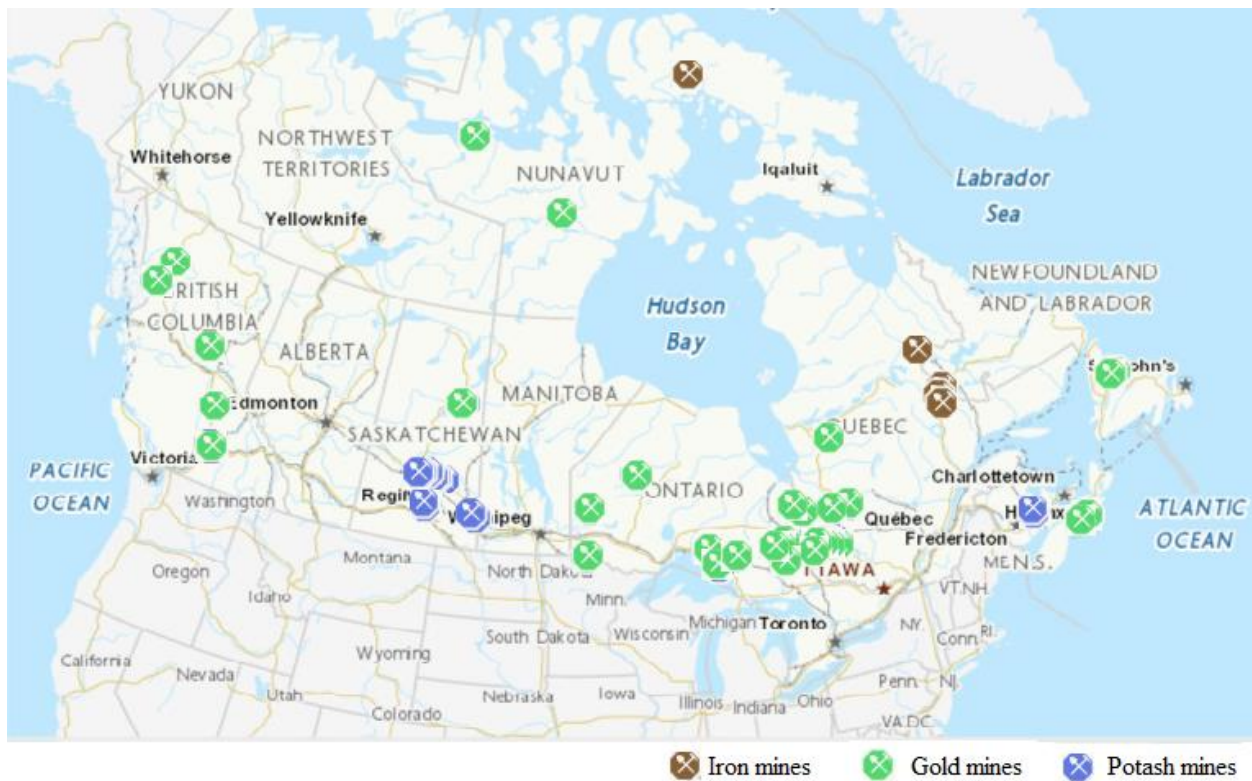 YUKON
NORTHWEST
TERRITORIES
Whitehorse
NUNAVUT
Iqaluit
Labrador
Sea
Yellowknife
NEWFOUNDLAND
AND LABRADOR
BRITISH
COLUMBIA
Hudson
Bay
ALBERTA
MANITOBA
Edmonton
QUEBEC
SASKATCHEWAN
PACIFIC
OCEAN
Victoria
Charlottetown
ONTARIO
Washington
Québec
ATLANTIC
OCEAN
Fredericton
Montana
North
ME
N.S.
Oregon
Minn.
VT.
NH.
Idaho
South Dakota
Wisconsin
Michigan
Toronto
NY.
Conn.
RI.
Wyoming
California
Nevada
Utah
Nebraska
Iowa
Illinois
Indiana
Ohio
Penn.
NJ.
Colorado
VA.
DC.
Iron mines
Gold mines
Potash mines